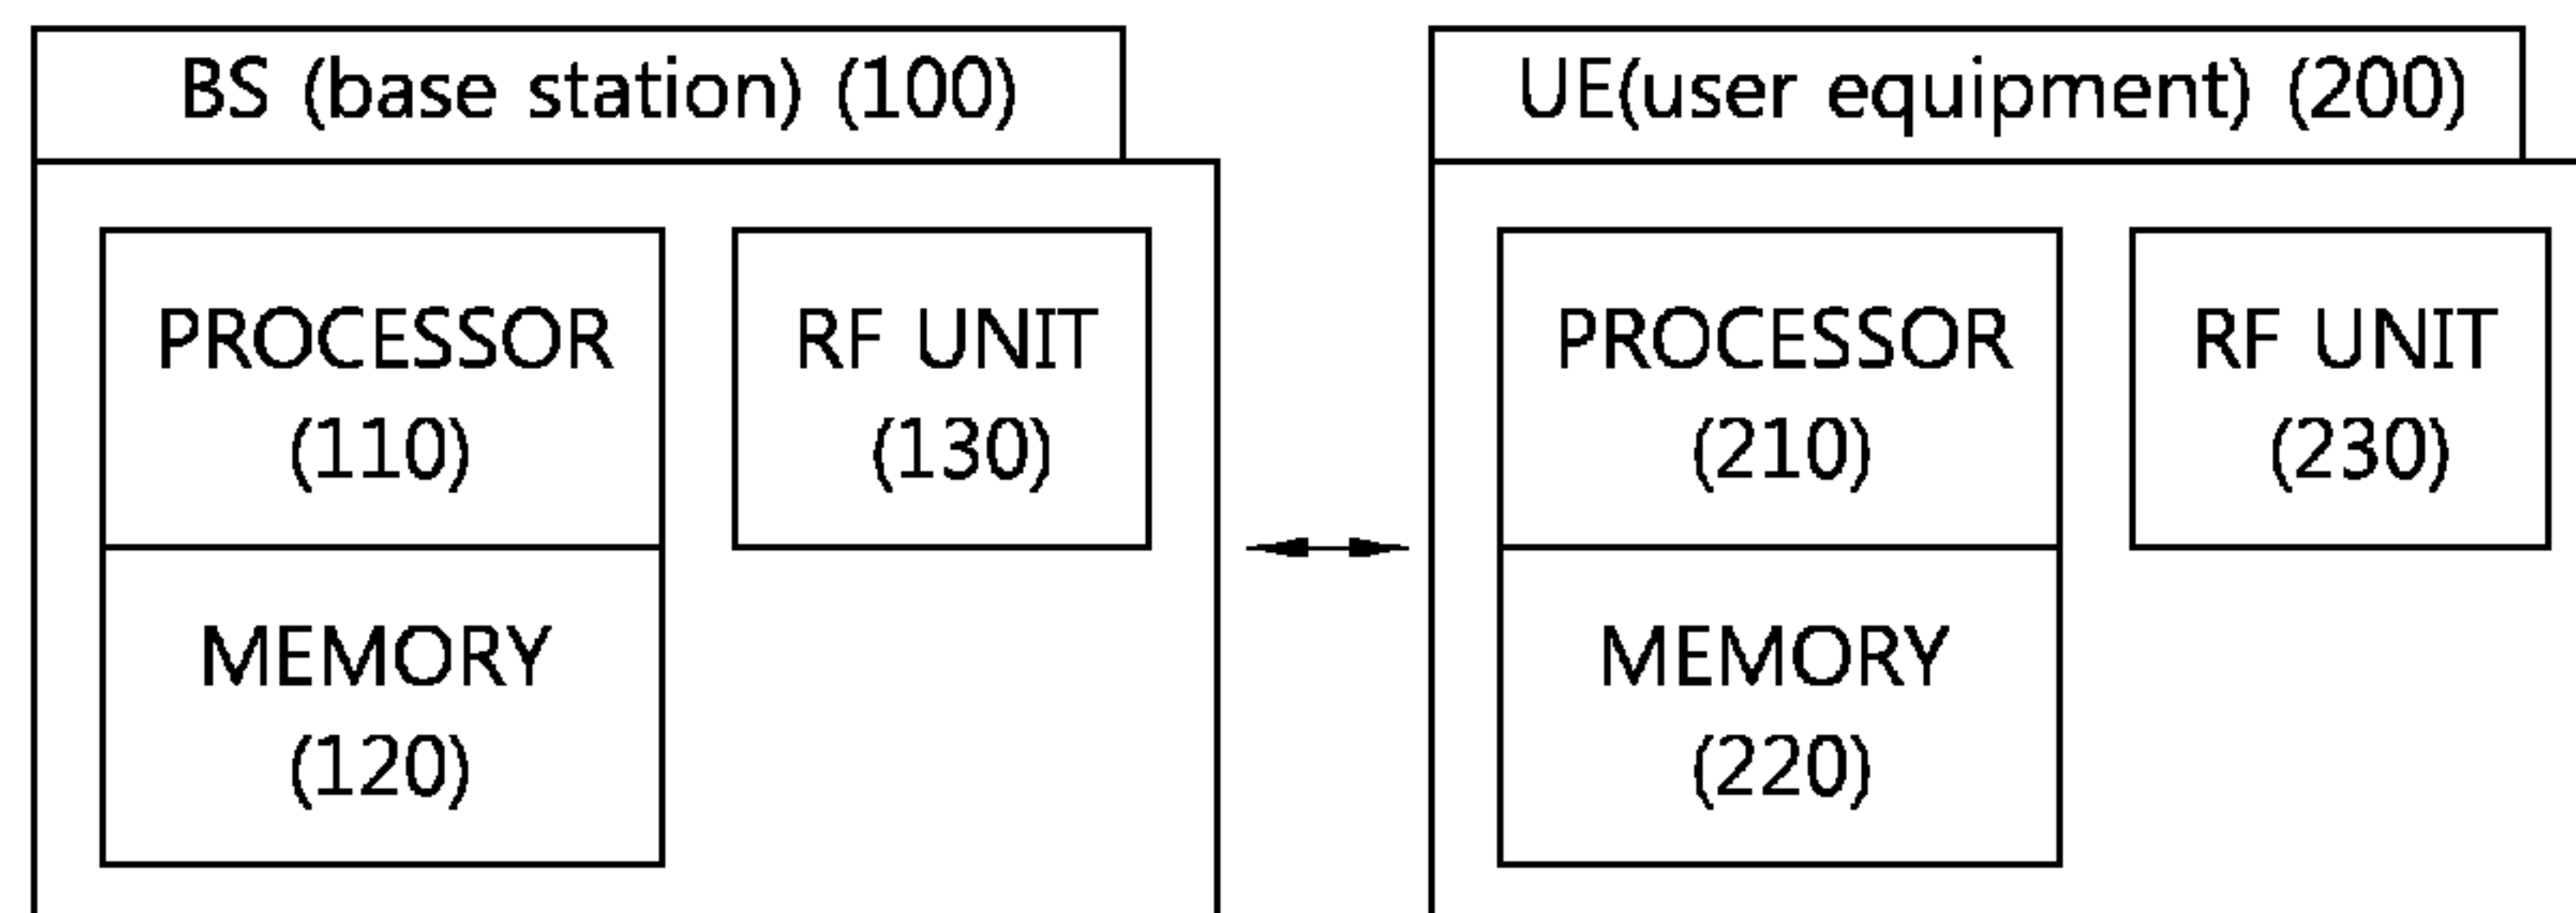 BS (base station) (100)
PROCESSOR
(110)
RF UNIT
(130)
MEMORY
(120)
UE(user equipment) (200)
PROCESSOR
(210)
RF UNIT
(230)
MEMORY
(220)